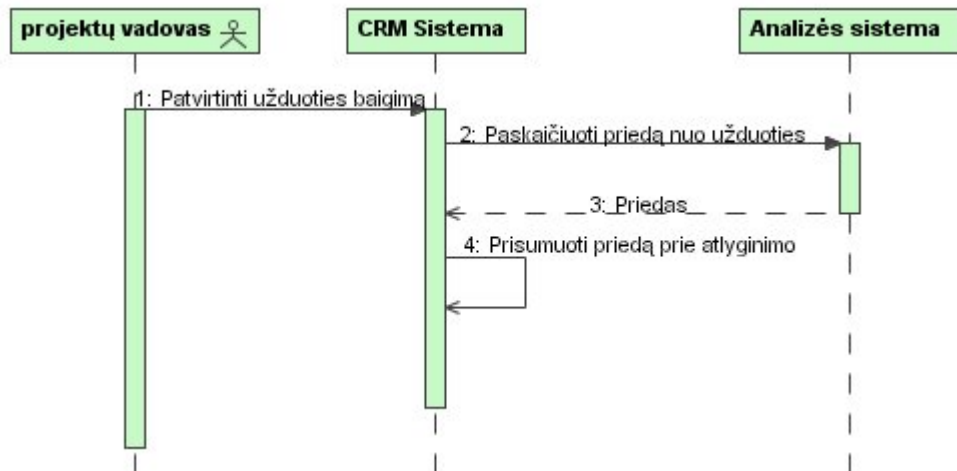 projektų vadovas
CRM Sistema
Analizės sistema
1: Patvirtinti užduoties baigimą
2: Paskaičiuoti priedą nuo užduoties
3: Priedas
4: Prisumuoti priedą prie atlyginimo